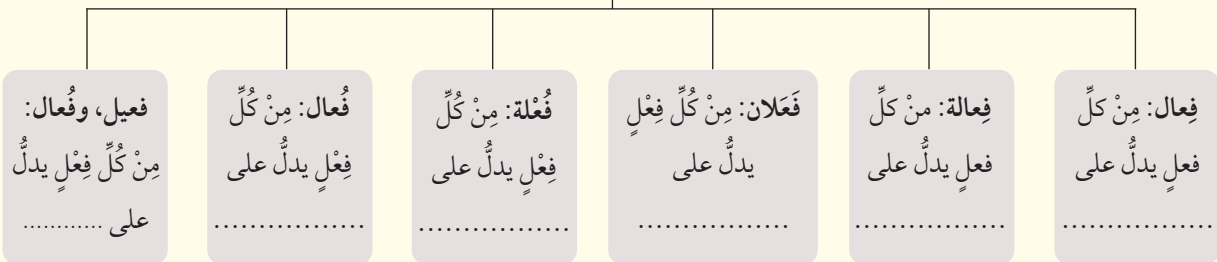 فِعال: مِنْ كلِّ
فعلٍ يدلُّ على
.................
فِعالة: منْ كلِّ
فعلٍ يدلُّ على
.................
فَعَلان: مِنْ كُلِّ فِعْلٍ
يدلُّ على
.................
فُعْلة: مِنْ كُلِّ
فِعْلٍ يدلُّ على
.................
فُعال: مِنْ كُلِّ
فِعْلٍ يدلُّ على
.................
فعيل، وفُعال:
مِنْ كُلِّ فِعْلٍ يدلُّ
على ............